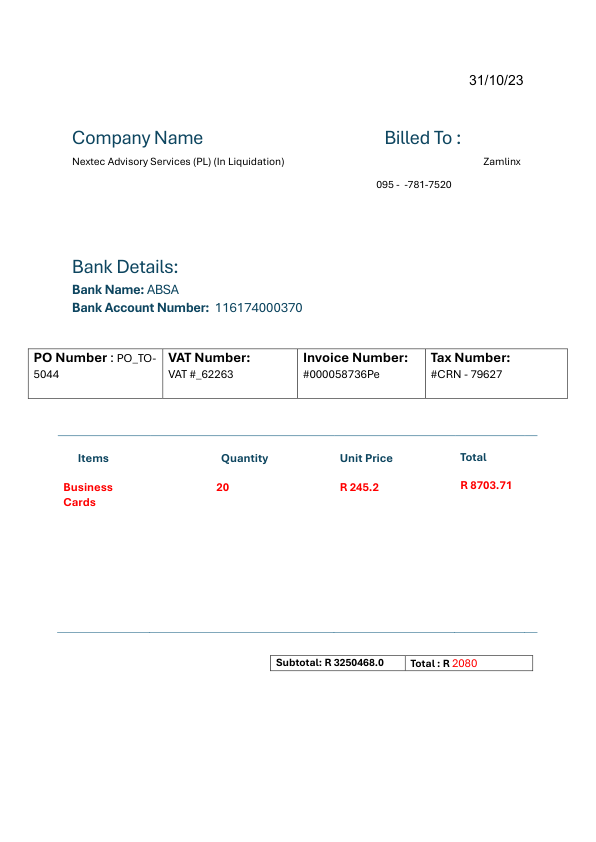 31/10/23
Company Name
Billed To :
Nextec Advisory Services (PL) (In Liquidation)
Zamlinx
095 -  -781-7520
Bank Details:
Bank Name: ABSA
Bank Account Number:  116174000370
PO Number : PO_TO-
5044
VAT Number:
VAT #_62263
Invoice Number:
#000058736Pe
Tax Number:
#CRN - 79627
Items Quantity Unit Price Total
Business
Cards
20 R 245.2 R 8703.71
Subtotal: R 3250468.0 Total : R 2080